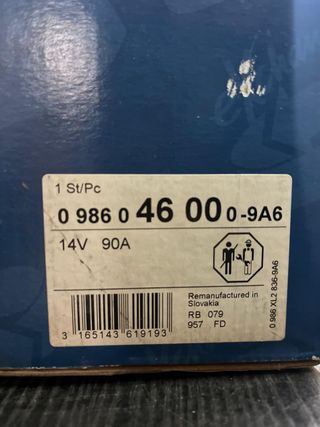 1 St/Pc
0 986 0 46 00 0-9A6
14V 90A
Remanufactured in
Slovakia
RB 079
957 FD
3 165143 619193
0 986 XL2 836-9A6